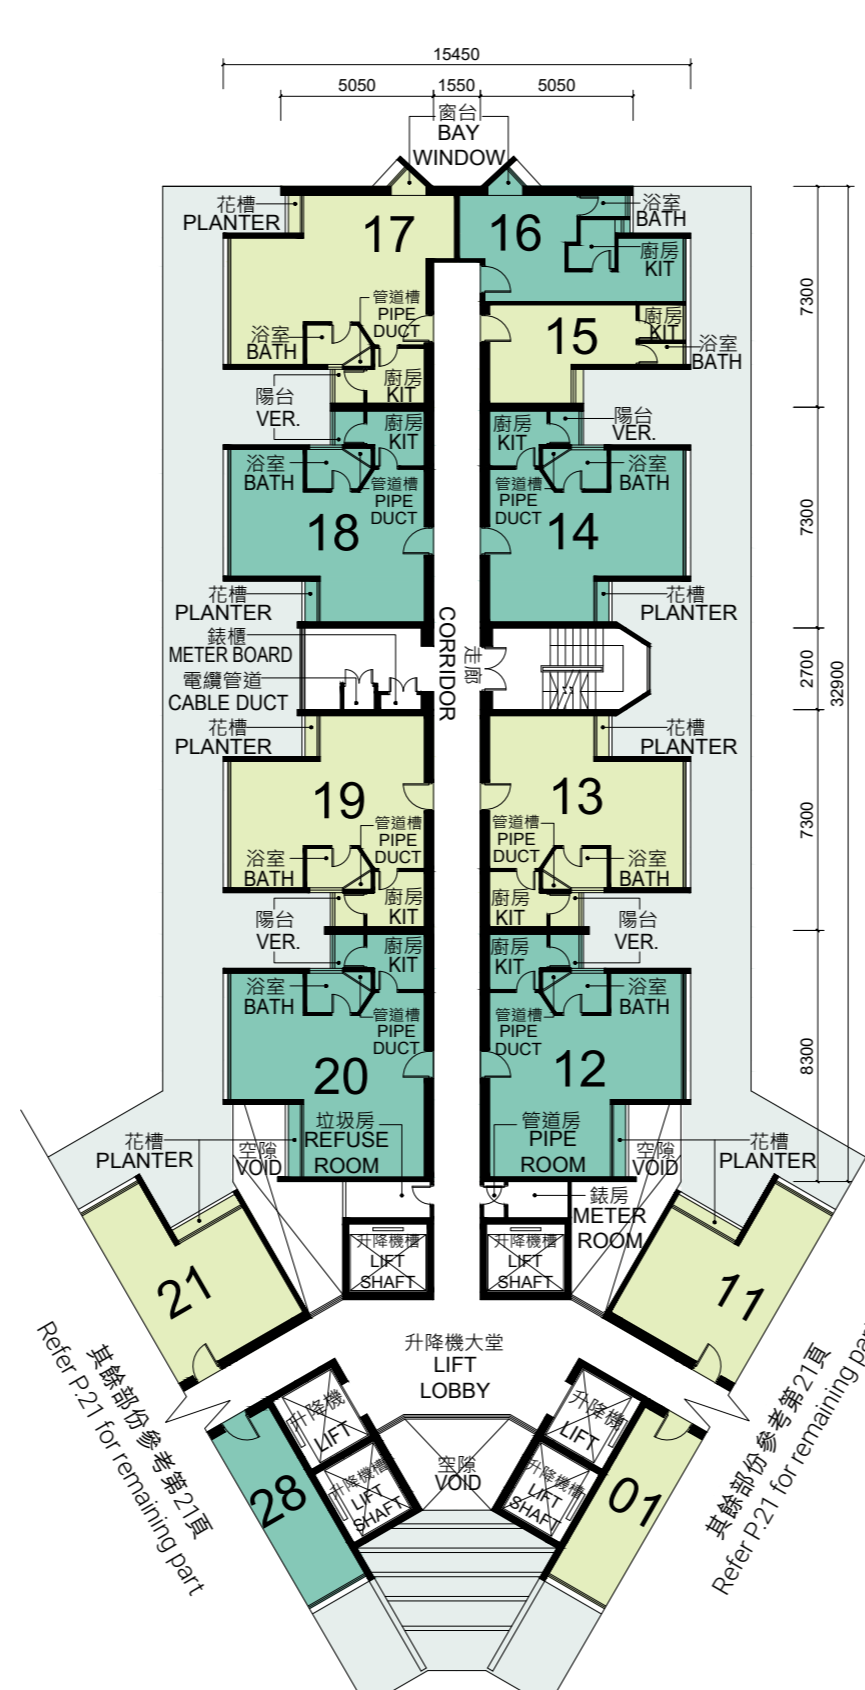 15450
5050 1550 5050
窗台
BAY
WINDOW
花槽
PLANTER
17
16
浴室
BATH
廚房
KIT
7300
管道槽
PIPE
DUCT
浴室
BATH
15
廚房
KIT
浴室
BATH
廚房
KIT
陽台
VER.
廚房
KIT
廚房
KIT
陽台
VER.
浴室
BATH
管道槽
PIPE
DUCT
18
管道槽
PIPE
DUCT
浴室
BATH
14
7300
花槽
PLANTER
花槽
PLANTER
錶櫃
METER BOARD
電纜管道
CABLE DUCT
CORRIDOR
走廊
2700
32900
花槽
PLANTER
花槽
PLANTER
19
13
管道槽
PIPE
DUCT
管道槽
PIPE
DUCT
浴室
BATH
浴室
BATH
7300
廚房
KIT
廚房
KIT
陽台
VER.
陽台
VER.
廚房
KIT
廚房
KIT
浴室
BATH
浴室
BATH
管道槽
PIPE
DUCT
管道槽
PIPE
DUCT
20
12
8300
花槽
PLANTER
空隙
VOID
垃圾房
REFUSE
ROOM
管道房
PIPE
ROOM
空隙
VOID
花槽
PLANTER
錶房
METER
ROOM
升降機槽
LIFT
SHAFT
升降機槽
LIFT
SHAFT
21
11
升降機大堂
LIFT
LOBBY
其餘部份參考第21頁
Refer P.21 for remaining part
其餘部份參考第21頁
Refer P.21 for remaining part
升降機
LIFT
升降機
LIFT
空隙
VOID
升降機槽
LIFT
SHAFT
升降機槽
LIFT
SHAFT
28
01